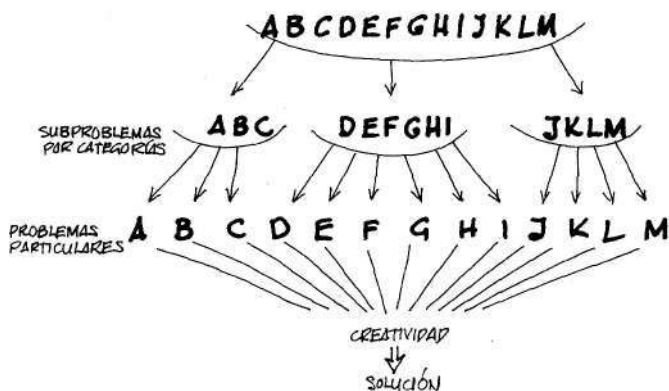 ABCDEFGHIJKLM
SUBPROBLEMAS
POR CATEGORÍAS
ABC DEFGHI JKLM
PROBLEMAS
PARTICULARES
A B C D E F G H I J K L M
CREATIVIDAD
SOLUCIÓN